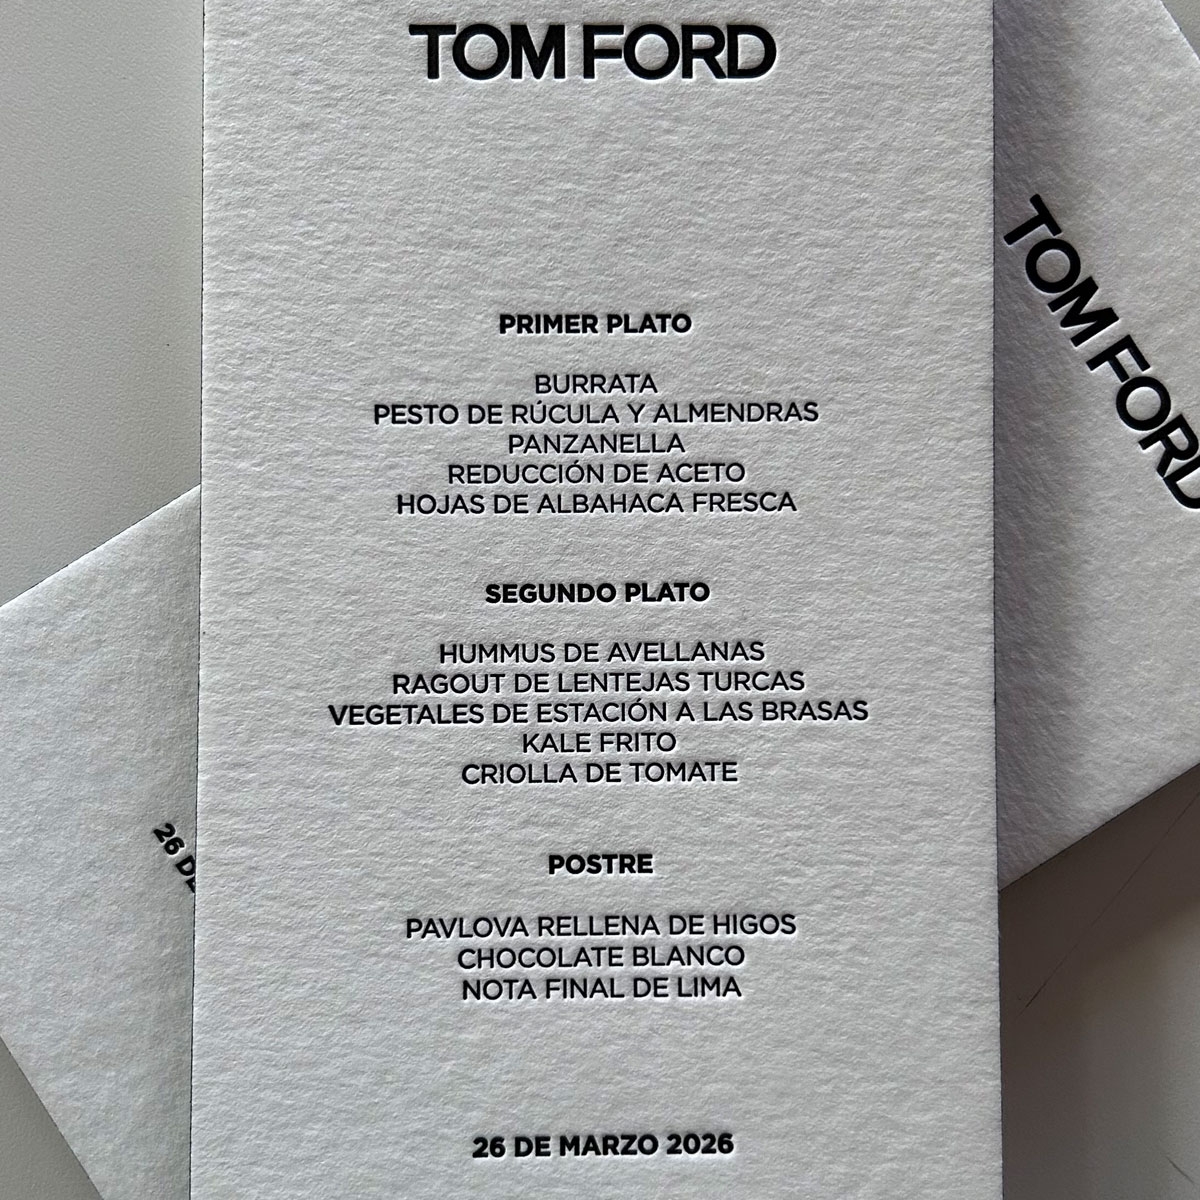 TOM FORD
PRIMER PLATO
BURRATA
PESTO DE RÚCULA Y ALMENDRAS
PANZANELLA
REDUCCIÓN DE ACETO
HOJAS DE ALBAHACA FRESCA
SEGUNDO PLATO
HUMMUS DE AVELLANAS
RAGOUT DE LENTEJAS TURCAS
VEGETALES DE ESTACIÓN A LAS BRASAS
KALE FRITO
CRIOLLA DE TOMATE
POSTRE
PAVLOVA RELLENA DE HIGOS
CHOCOLATE BLANCO
NOTA FINAL DE LIMA
26 DE MARZO 2026
TOM FORD
26 DE